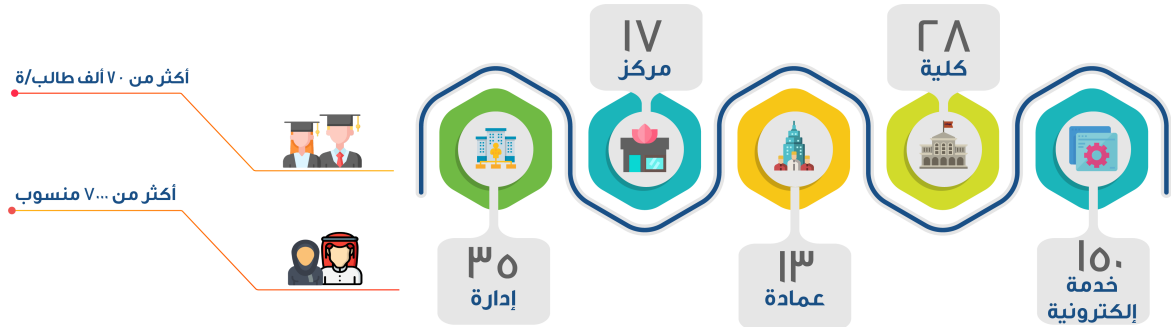 ١٥٠
خدمة
إلكترونية
٢٨
كلية
١٣
عمادة
١٧
مركز
٣٥
إدارة
أكثر من ٧٠ ألف طالب/ة
أكثر من ٧٠٠٠ منسوب